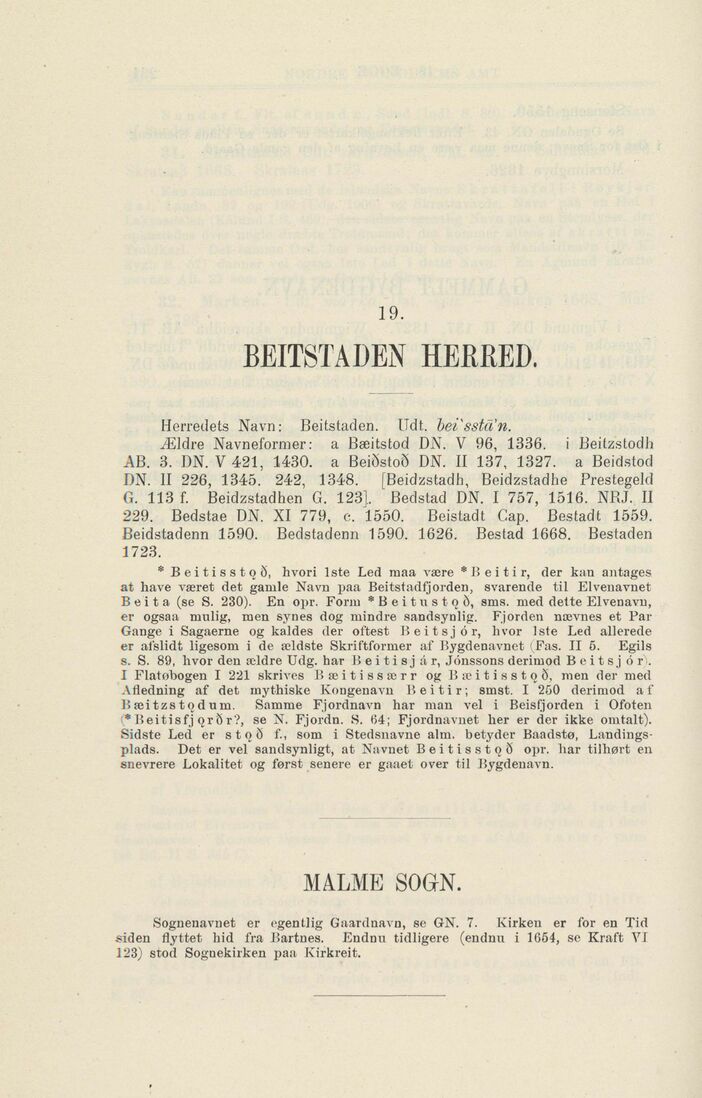 19.
BEITSTADEN HERRED.
Herredets Navn: Beitstaden. Udt. bei`sstā'n.
Ældre Navneformer: a Bæitstod DN. V 96, 1336. i Beitzstodh
AB. 3. DN. V 421, 1430. a Beiðstoð DN. II 137, 1327. a Beidstod
DN. II 226, 1345. 242, 1348. [Beidzstadh, Beidzstadhe Prestegeld
G. 113 f. Beidzstadhen G. 123]. Bedstad DN. I 757, 1516. NRJ. II
229. Bedstae DN. XI 779, c. 1550. Beistadt Cap. Bestadt 1559.
Beidstadenn 1590. Bedstadenn 1590. 1626. Bestad 1668. Bestaden
1723.
* Beitisstǫð, hvori 1ste Led maa være *Beitir, der kan antages
at have været det gamle Navn paa Beitstadfjorden, svarende til Elvenavnet
Beita (se S. 230). En opr. Form *Beitustǫð, sms. med dette Elvenavn,
er ogsaa mulig, men synes dog mindre sandsynlig. Fjorden nævnes et Par
Gange i Sagaerne og kaldes der oftest Beitsjór, hvor 1ste Led allerede
er afslidt ligesom i de ældste Skriftformer af Bygdenavnet (Fas. II 5. Egils
s. S. 89, hvor den ældre Udg. har Beitisjár, Jónssons derimod Beitsjór).
I Flatøbogen I 221 skrives Bæitissærr og Bæitisstǫð, men der med
Afledning af det mythiske Kongenavn Beitir; smst. I 250 derimod af
Bæitzstǫdum. Samme Fjordnavn har man vel i Beisfjorden i Ofoten
(*Beitisfjǫrðr?, se N. Fjordn. S. 64; Fjordnavnet her er der ikke omtalt).
Sidste Led er stǫð f., som i Stedsnavne alm. betyder Baadstø, Landings-
plads. Det er vel sandsynligt, at Navnet Beitisstǫð opr. har tilhørt en
snevrere Lokalitet og først senere er gaaet over til Bygdenavn.
MALME SOGN.
Sognenavnet er egentlig Gaardnavn, se GN. 7. Kirken er for en Tid
siden flyttet hid fra Bartnes. Endnu tidligere (endnu i 1654, se Kraft VI
123) stod Sognekirken paa Kirkreit.